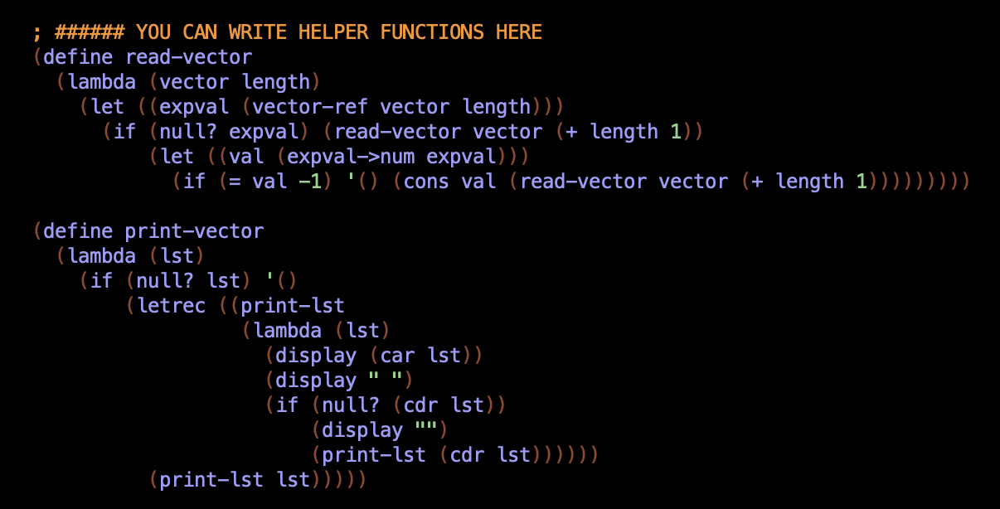 ; ###### YOU CAN WRITE HELPER FUNCTIONS HERE
(define read-vector
  (lambda (vector length)
    (let ((expval (vector-ref vector length)))
      (if (null? expval) (read-vector vector (+ length 1))
          (let ((val (expval->num expval)))
            (if (= val -1) '() (cons val (read-vector vector (+ length 1)))))))))

(define print-vector
  (lambda (lst)
    (if (null? lst) '()
        (letrec ((print-lst
                  (lambda (lst)
                    (display (car lst))
                    (display " ")
                    (if (null? (cdr lst))
                        (display "")
                        (print-lst (cdr lst))))))
          (print-lst lst)))))